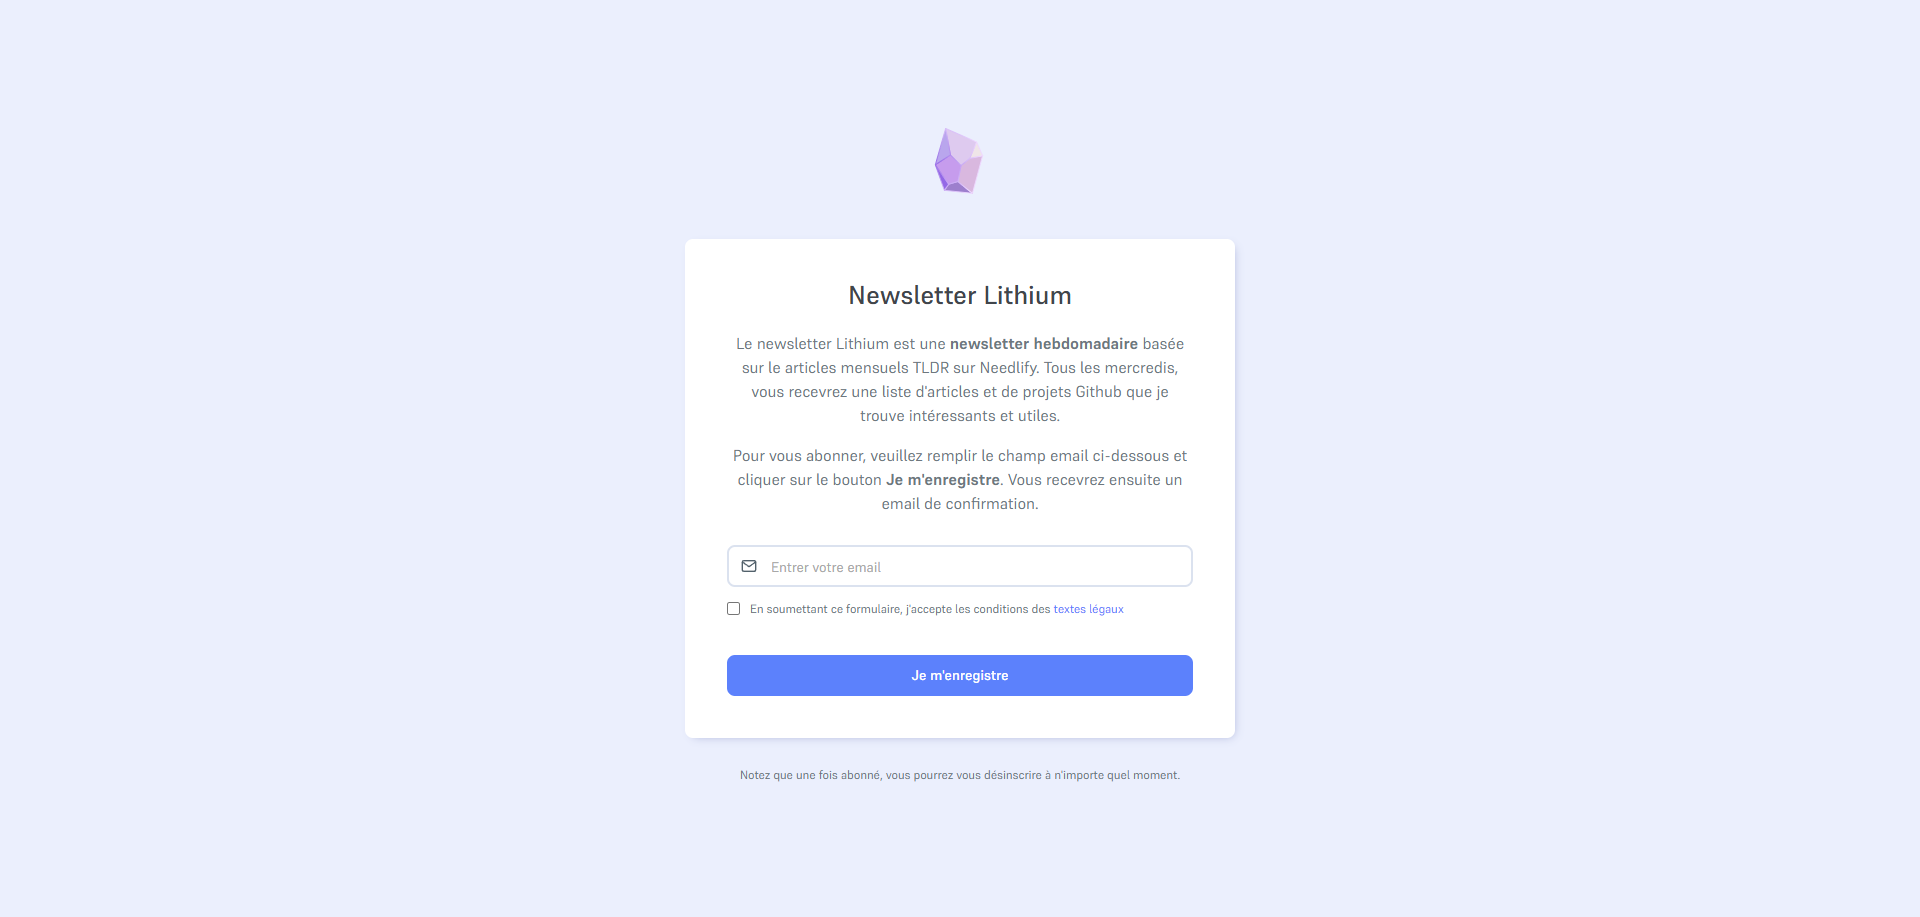 Newsletter Lithium
Le newsletter Lithium est une newsletter hebdomadaire basée
sur le articles mensuels TLDR sur Needlify. Tous les mercredis,
vous recevrez une liste d'articles et de projets Github que je
trouve intéressants et utiles.
Pour vous abonner, veuillez remplir le champ email ci-dessous et
cliquer sur le bouton Je m'enregistre. Vous recevrez ensuite un
email de confirmation.
Entrer votre email
En soumettant ce formulaire, j'accepte les conditions des textes légaux
Je m'enregistre
Notez que une fois abonné, vous pourrez vous désinscrire à n'importe quel moment.